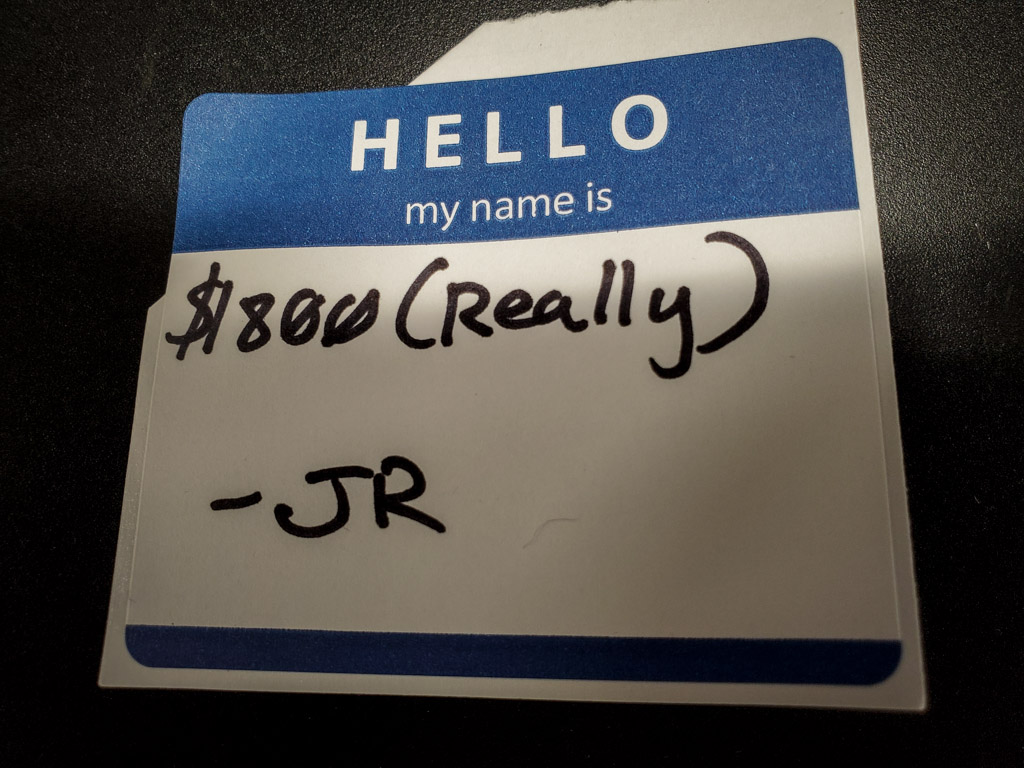 HELLO
my name is
$1800 (Really)
-JR